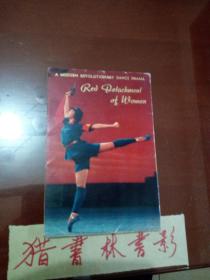 A MODERN REVOLUTIONARY DANCE DRAMA
Red Detachment
of Women
猎書林書影